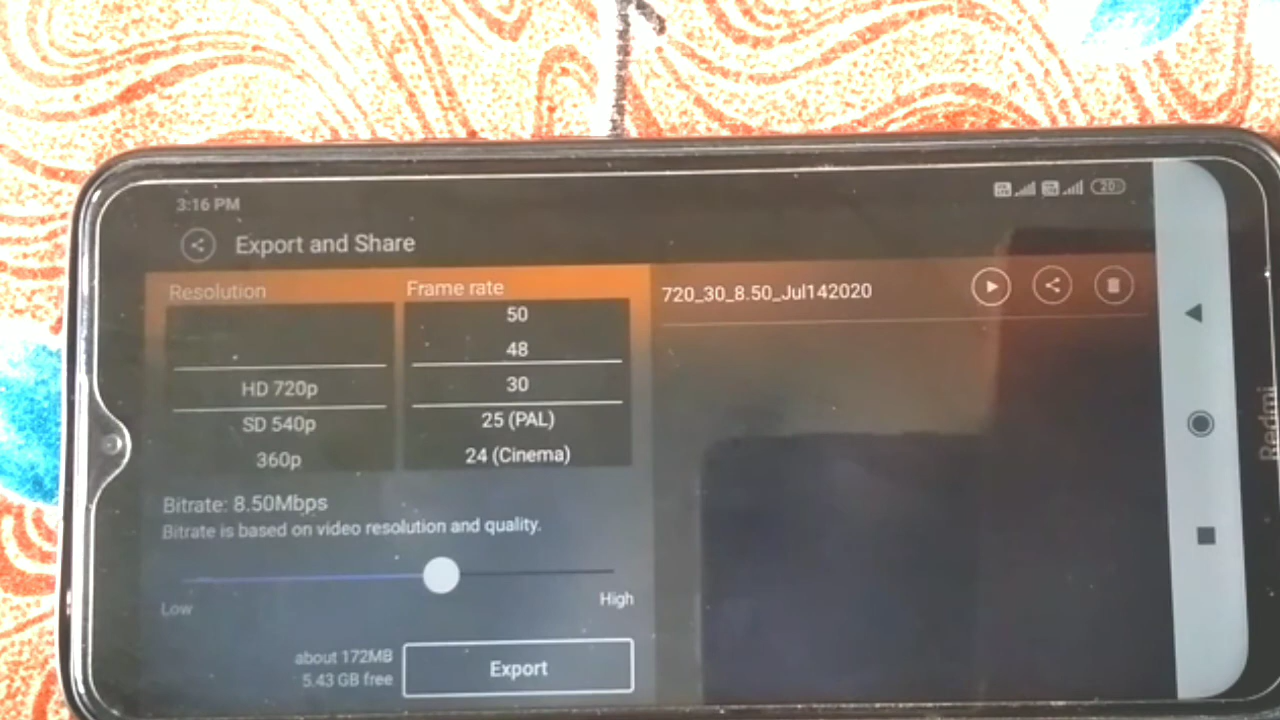 3:16 PM
20
Export and Share
Resolution
Frame rate
720_30_8.50_Jul142020
50
48
HD 720p
30
SD 540p
25 (PAL)
360p
24 (Cinema)
Bitrate: 8.50Mbps
Bitrate is based on video resolution and quality.
Low
High
about 172MB
5.43 GB free
Export
Redmi